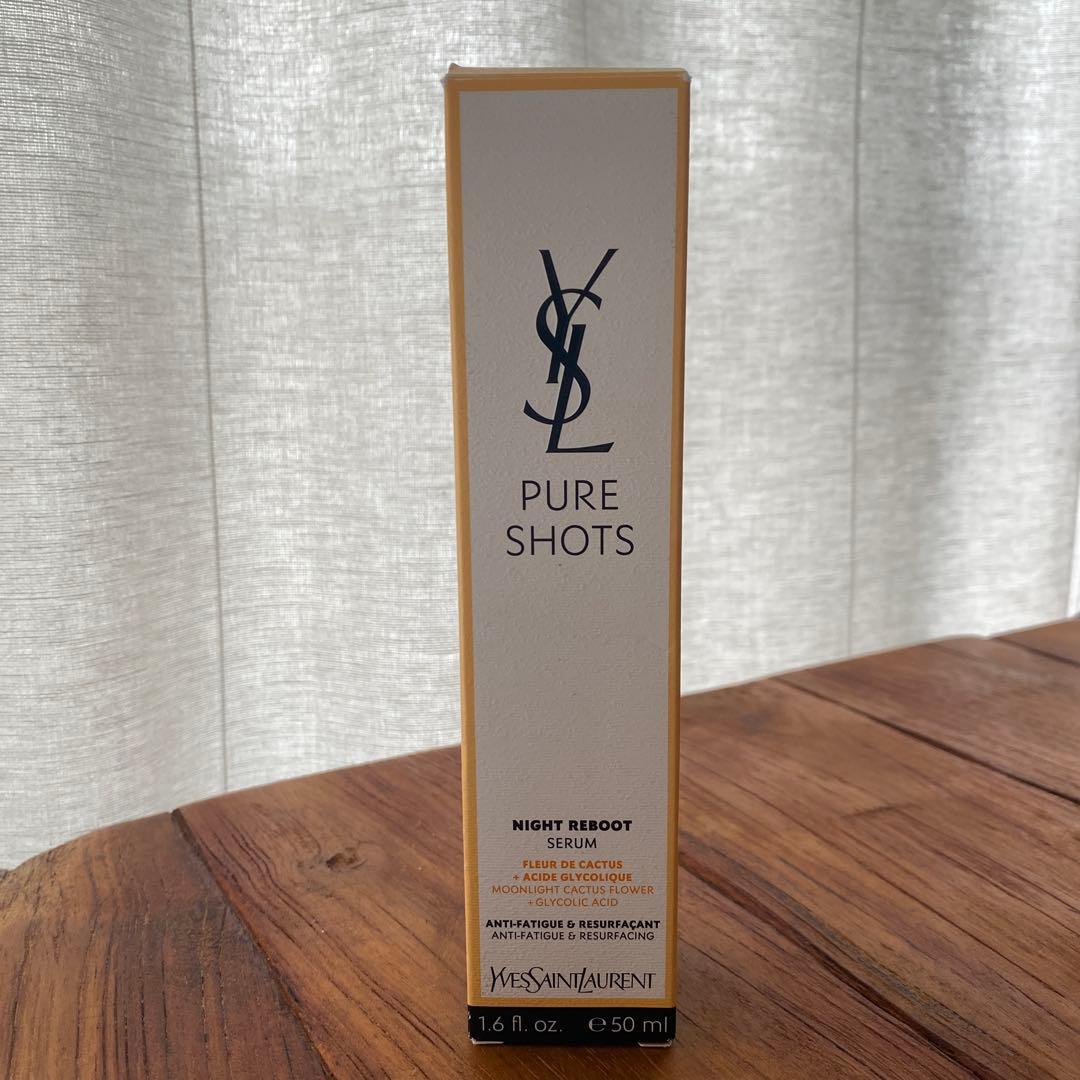 YSL
PURE
SHOTS
NIGHT REBOOT
SERUM
FLEUR DE CACTUS
+ ACIDE GLYCOLIQUE
MOONLIGHT CACTUS FLOWER
+GLYCOLIC ACID
ANTI-FATIGUE & RESURFAÇANT
ANTI-FATIGUE & RESURFACING
YVESSAINTLAURENT
1.6 fl. oz. ℮50 ml